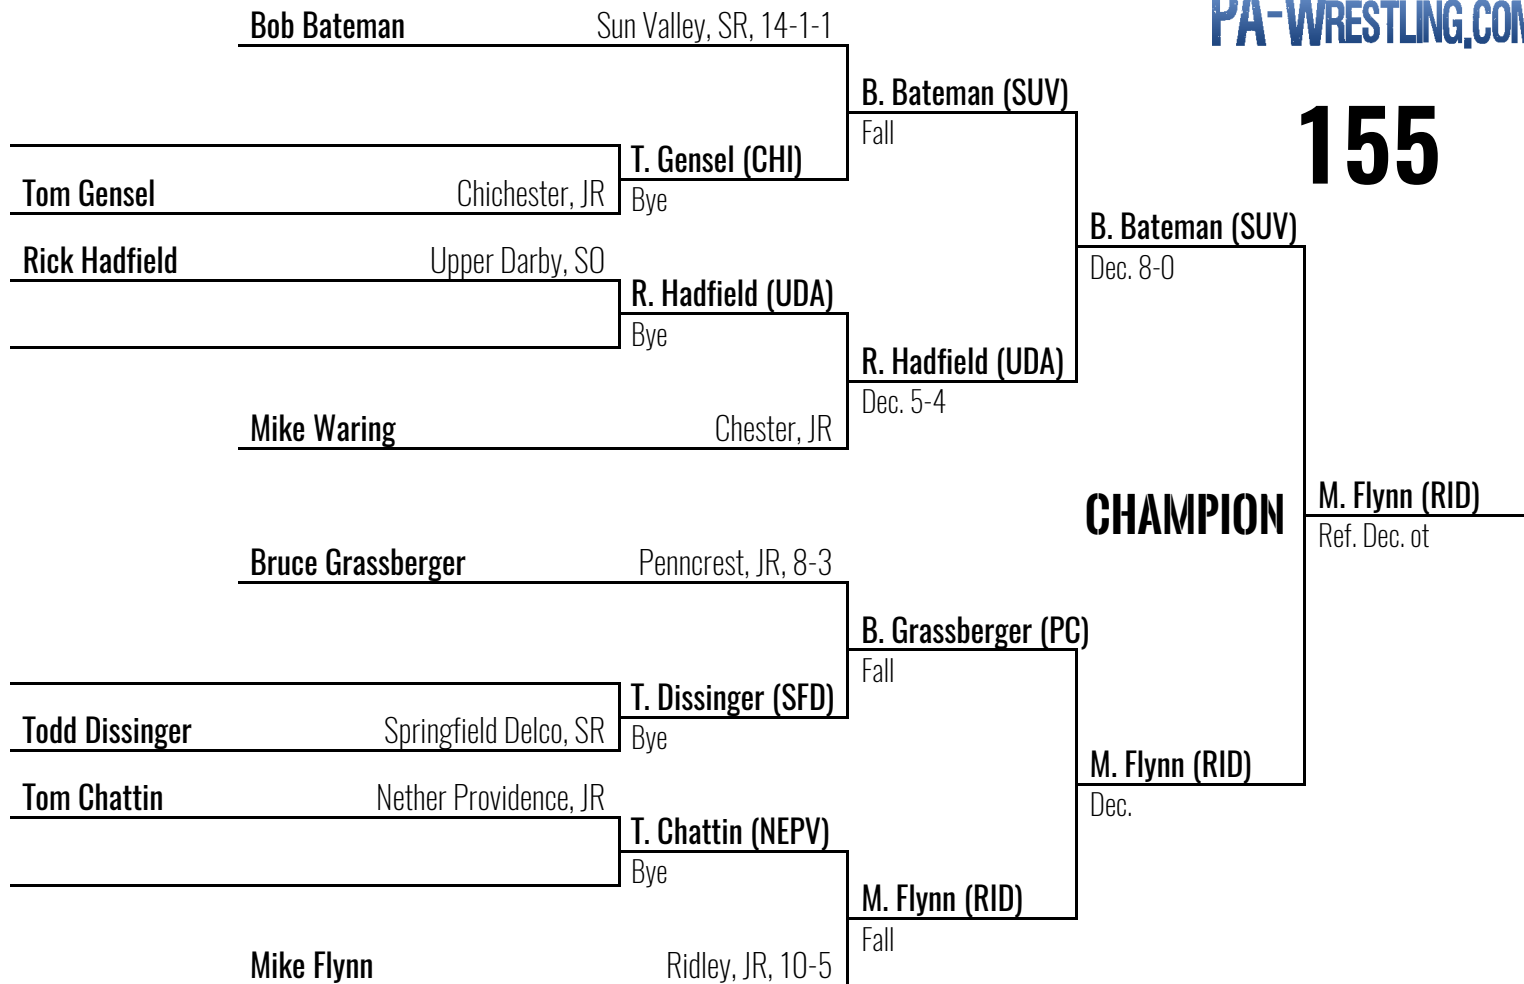 PA-WRESTLING.COM
Bob Bateman Sun Valley, SR, 14-1-1
B. Bateman (SUV)
Fall
155
T. Gensel (CHI)
Tom Gensel Chichester, JR
Bye
B. Bateman (SUV)
Dec. 8-0
Rick Hadfield Upper Darby, SO
R. Hadfield (UDA)
Bye
R. Hadfield (UDA)
Dec. 5-4
Mike Waring Chester, JR
CHAMPION
M. Flynn (RID)
Ref. Dec. ot
Bruce Grassberger Penncrest, JR, 8-3
B. Grassberger (PC)
Fall
T. Dissinger (SFD)
Todd Dissinger Springfield Delco, SR
Bye
M. Flynn (RID)
Dec.
Tom Chattin Nether Providence, JR
T. Chattin (NEPV)
Bye
M. Flynn (RID)
Fall
Mike Flynn Ridley, JR, 10-5